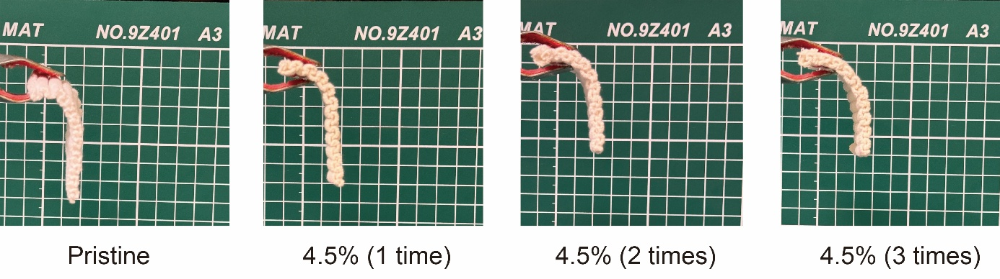 MAT NO.9Z401 A3
MAT NO.9Z401 A3
MAT NO.9Z401 A3
MAT NO.9Z401 A3
Pristine
4.5% (1 time)
4.5% (2 times)
4.5% (3 times)